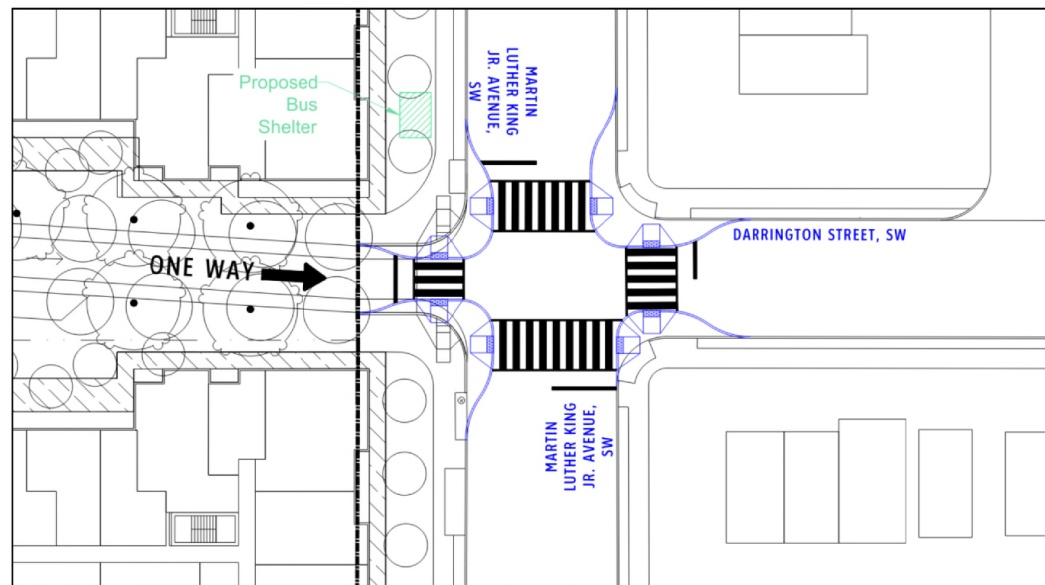 MARTIN
LUTHER KING
JR. AVENUE,
SW
Proposed
Bus
Shelter
DARRINGTON STREET, SW
ONE WAY
MARTIN
LUTHER KING
JR. AVENUE,
SW